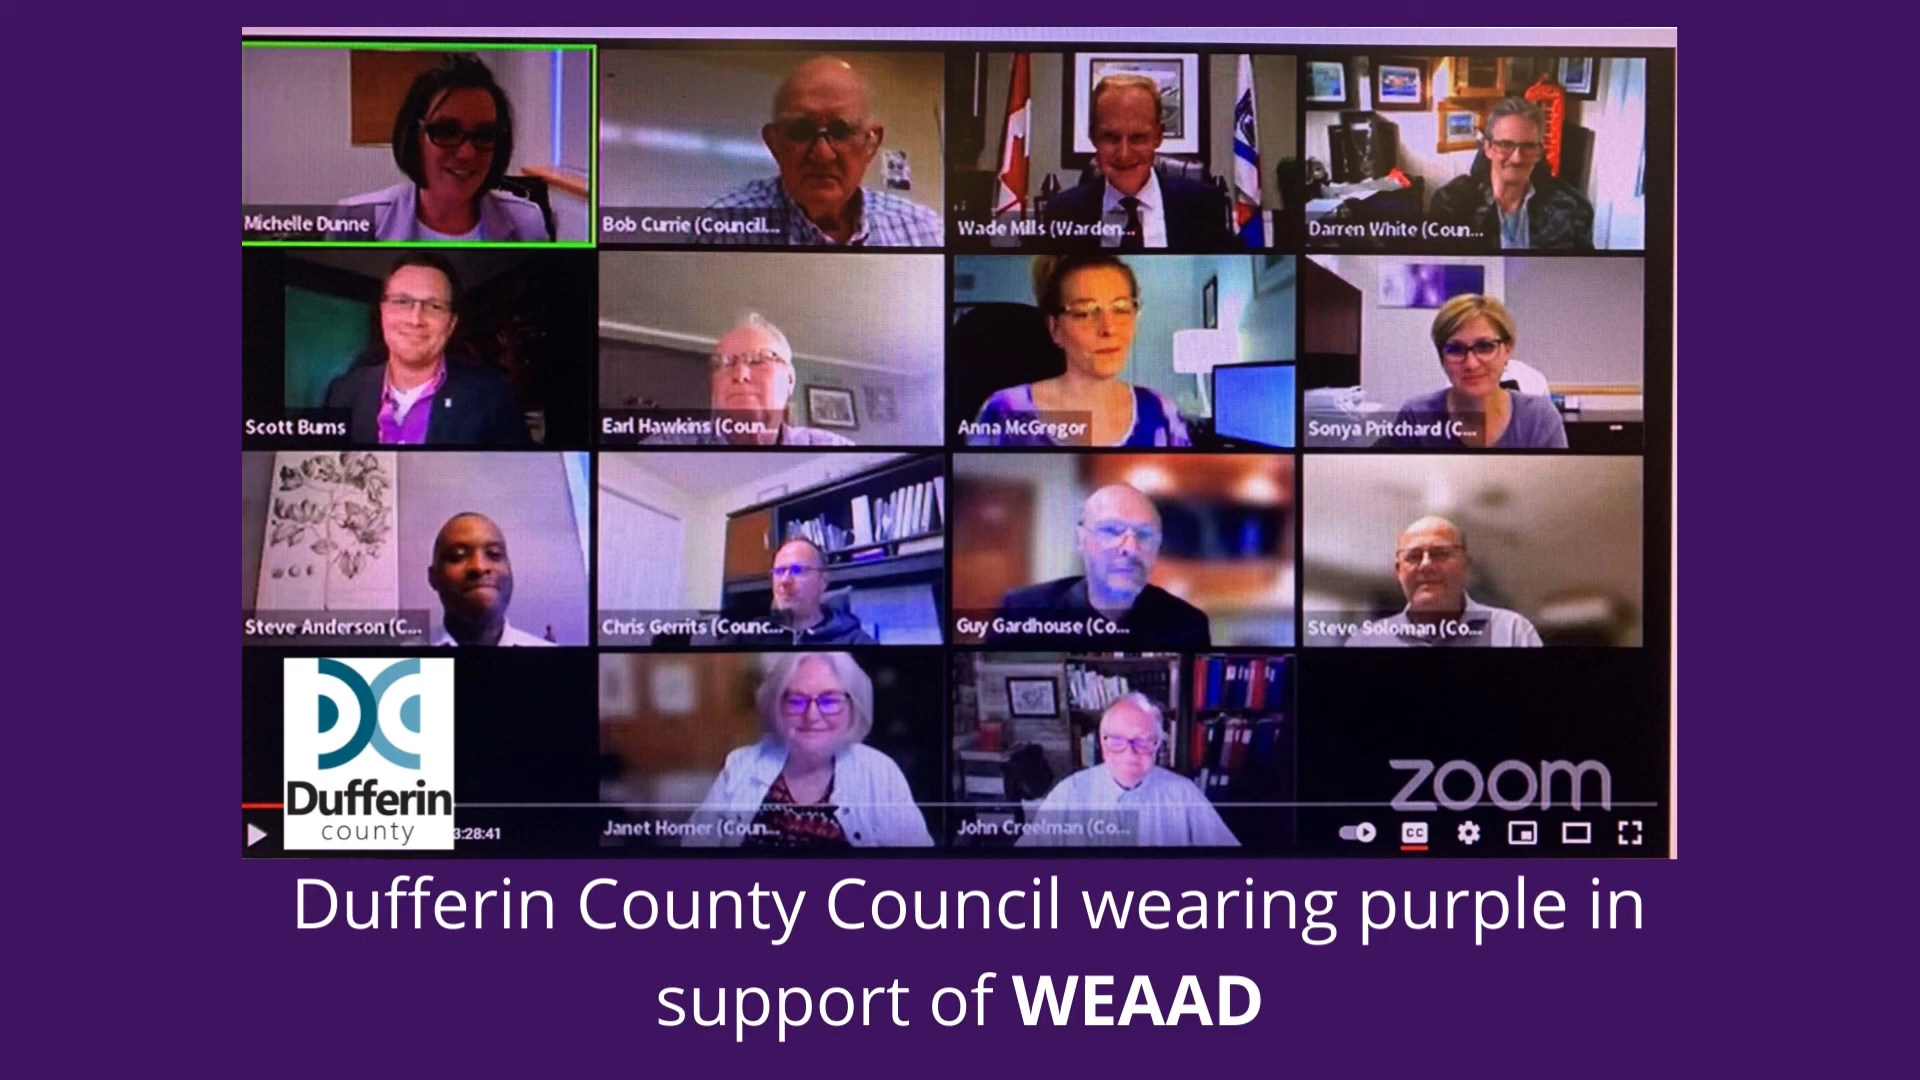 Michelle Dunne
Bob Currie (Council...
Wade Mills (Warden...
Darren White (Coun...
Scott Burns
Earl Hawkins (Coun...
Anna McGregor
Sonya Pritchard (C...
Steve Anderson (C...
Chris Gerrits (Counc...
Guy Gardhouse (Co...
Steve Soloman (Co...
Janet Horner (Coun...
John Creelman (Co...
zoom
Dufferin
county
3:28:41
CC
Dufferin County Council wearing purple in
support of WEAAD